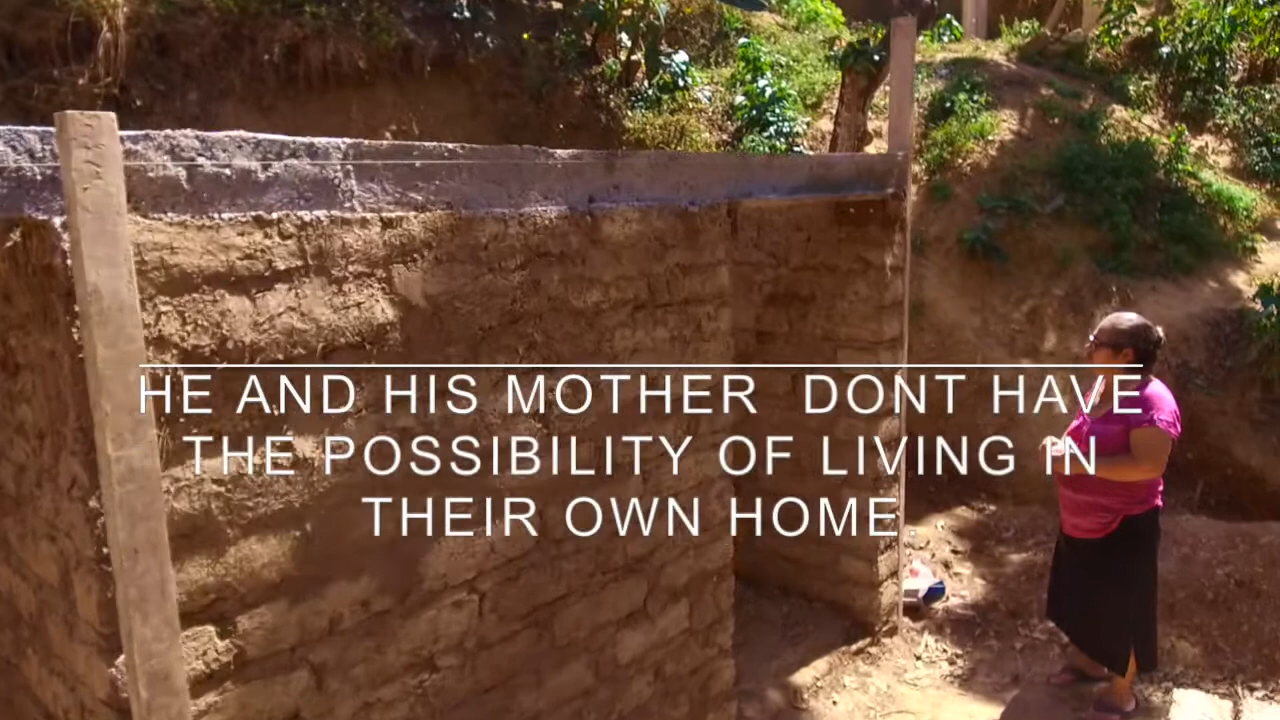 HE AND HIS MOTHER DONT HAVE
THE POSSIBILITY OF LIVING IN
THEIR OWN HOME.